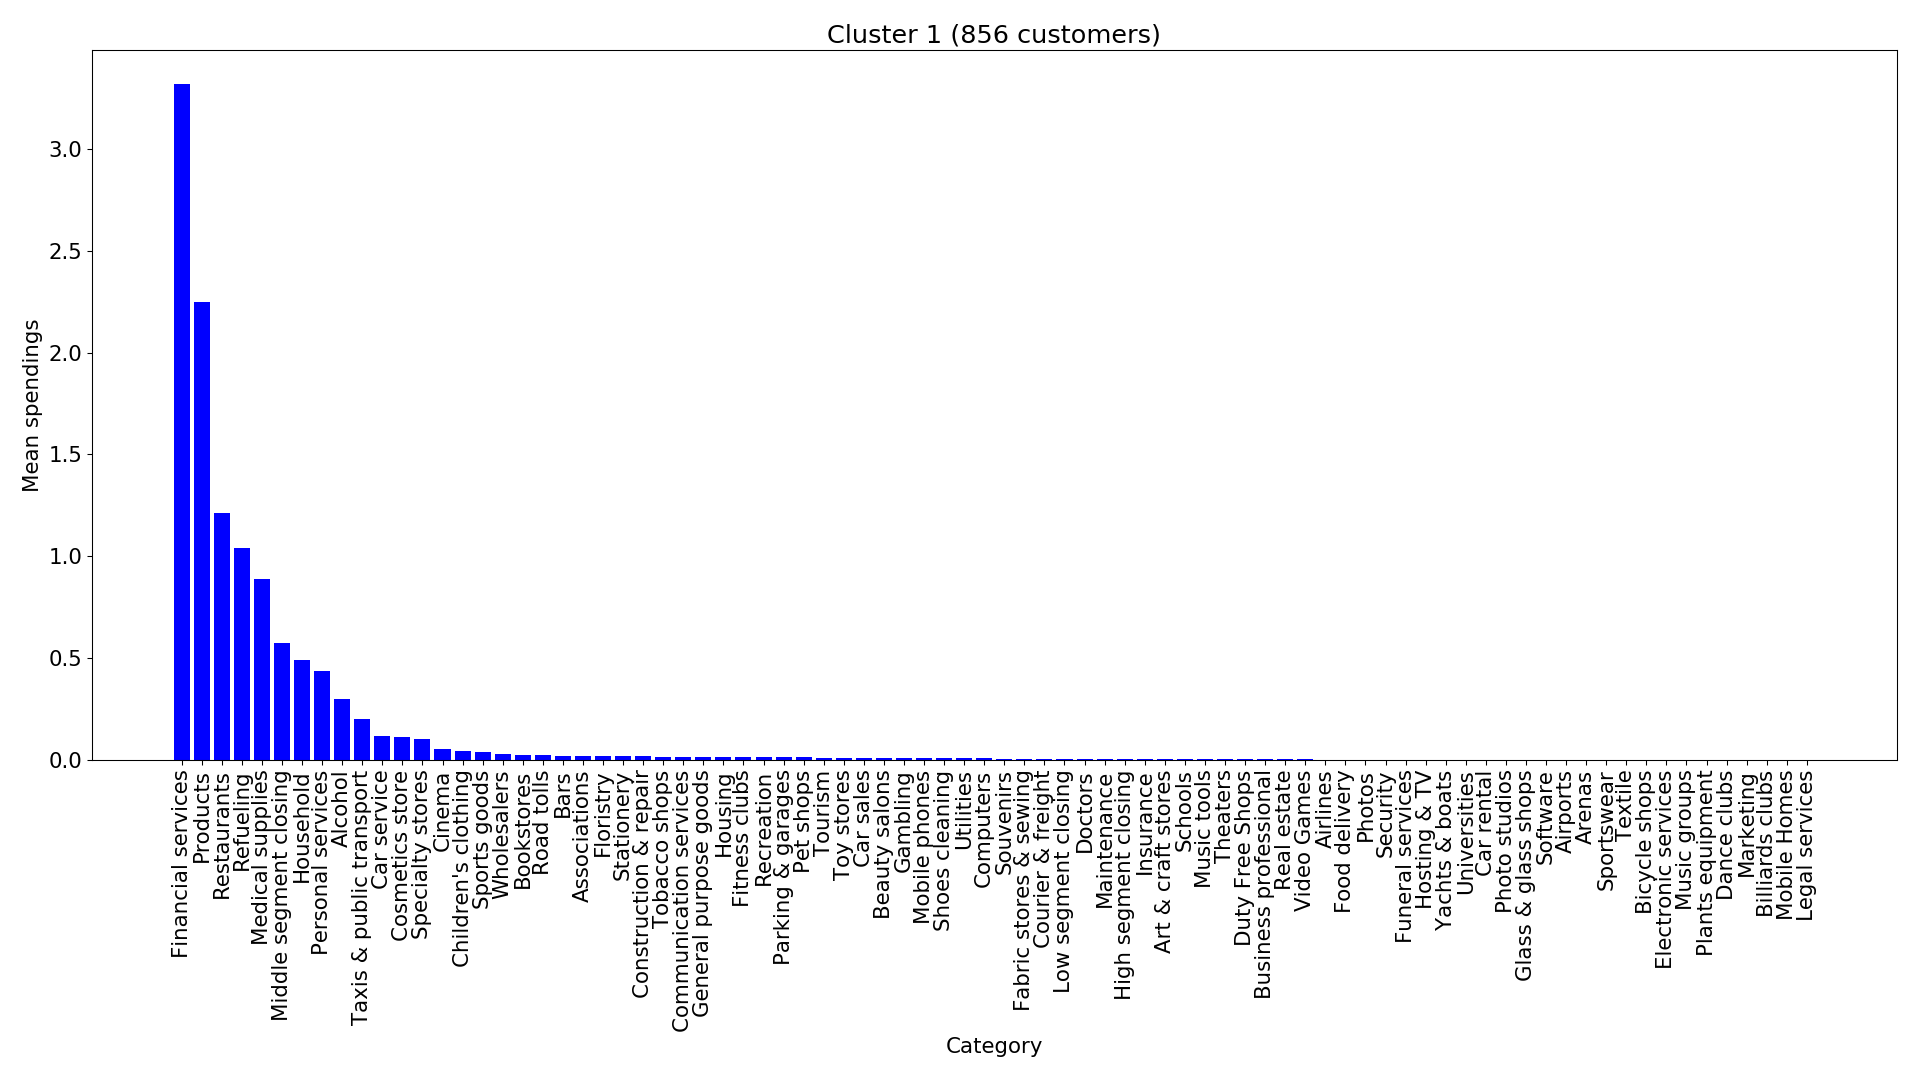 Cluster 1 (856 customers)
Mean spendings
3.0
2.5
2.0
1.5
1.0
0.5
0.0
Financial services
Products
Restaurants
Refueling
Medical supplies
Middle segment closing
Household
Personal services
Alcohol
Taxis & public transport
Car service
Cosmetics store
Specialty stores
Cinema
Children's clothing
Sports goods
Wholesalers
Bookstores
Road tolls
Bars
Associations
Floristry
Stationery
Construction & repair
Tobacco shops
Communication services
General purpose goods
Housing
Fitness clubs
Recreation
Parking & garages
Pet shops
Tourism
Toy stores
Car sales
Beauty salons
Gambling
Mobile phones
Shoes cleaning
Utilities
Computers
Souvenirs
Fabric stores & sewing
Courier & freight
Low segment closing
Doctors
Maintenance
High segment closing
Insurance
Art & craft stores
Schools
Music tools
Theaters
Duty Free Shops
Business professional
Real estate
Video Games
Airlines
Food delivery
Photos
Security
Funeral services
Hosting & TV
Yachts & boats
Universities
Car rental
Photo studios
Glass & glass shops
Software
Airports
Arenas
Sportswear
Textile
Bicycle shops
Electronic services
Music groups
Plants equipment
Dance clubs
Marketing
Billiards clubs
Mobile Homes
Legal services
Category